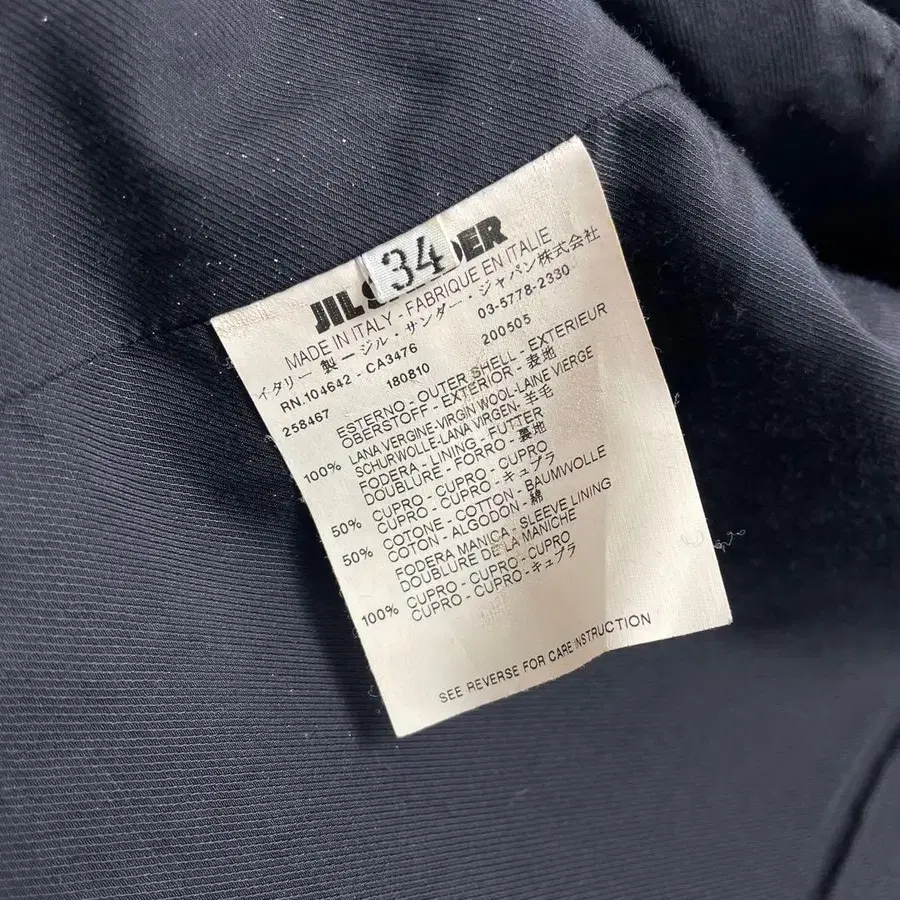 34
JIL S DER
MADE IN ITALY - FABRIQUE EN ITALIE
イタリー 製 ージル・サンダー・ジャパン株式会社
RN.104642 - CA3476 03-5778-2330
258467 180810 200505
ESTERNO - OUTER SHELL - EXTERIEUR
OBERSTOFF - EXTERIOR - 表地
100% LANA VERGINE-VIRGIN WOOL-LAINE VIERGE
SCHURWOLLE-LANA VIRGEN-羊毛
FODERA - LINING - FUTTER
DOUBLURE - FORRO - 裏地
50% CUPRO - CUPRO - CUPRO
CUPRO - CUPRO - キュプラ
50% COTONE - COTTON - BAUMWOLLE
COTON - ALGODON - 綿
FODERA MANICA - SLEEVE LINING
DOUBLURE DE LA MANICHE
100% CUPRO - CUPRO - CUPRO
CUPRO - CUPRO - キュプラ
SEE REVERSE FOR CARE INSTRUCTION